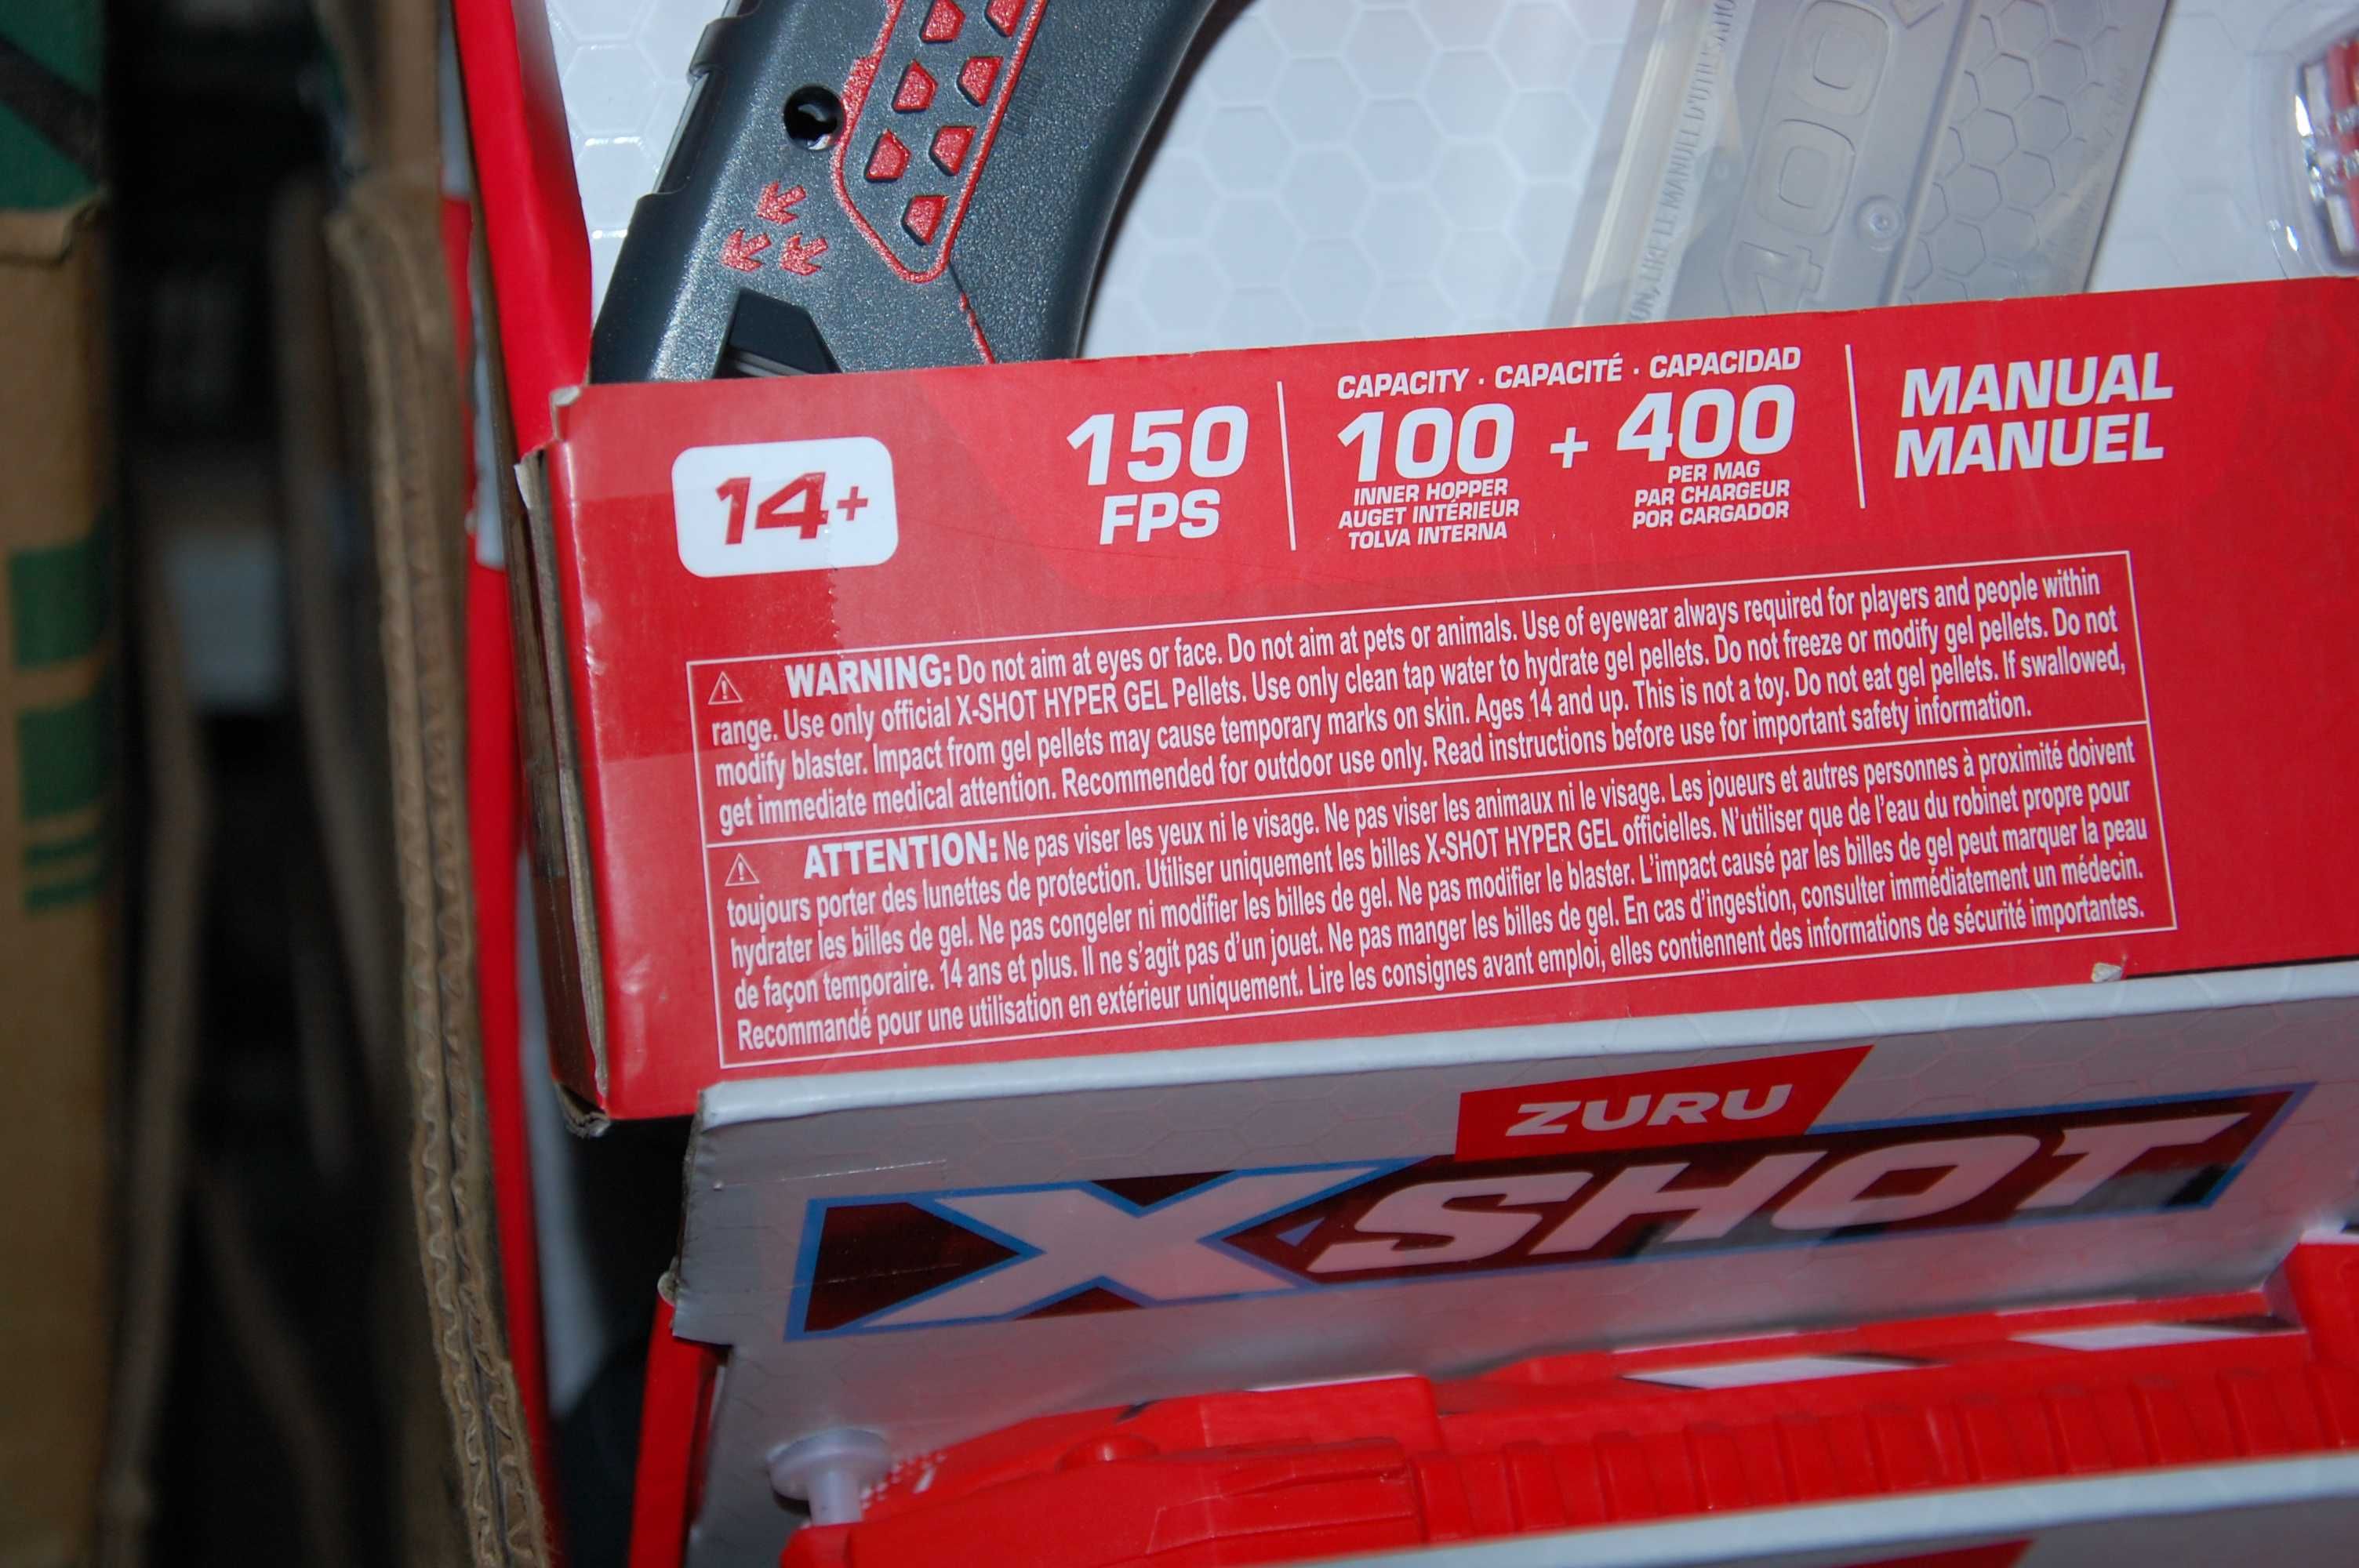 400
CAPACITY · CAPACITÉ · CAPACIDAD
14+
150
FPS
100 + 400
INNER HOPPER
AUGET INTÉRIEUR
TOLVA INTERNA
PER MAG
PAR CHARGEUR
POR CARGADOR
MANUAL
MANUEL
WARNING: Do not aim at eyes or face. Do not aim at pets or animals. Use of eyewear always required for players and people within
range. Use only official X-SHOT HYPER GEL Pellets. Use only clean tap water to hydrate gel pellets. Do not freeze or modify gel pellets. Do not
modify blaster. Impact from gel pellets may cause temporary marks on skin. Ages 14 and up. This is not a toy. Do not eat gel pellets. If swallowed,
get immediate medical attention. Recommended for outdoor use only. Read instructions before use for important safety information.
ATTENTION: Ne pas viser les yeux ni le visage. Ne pas viser les animaux ni le visage. Les joueurs et autres personnes à proximité doivent
toujours porter des lunettes de protection. Utiliser uniquement les billes X-SHOT HYPER GEL officielles. N'utiliser que de l'eau du robinet propre pour
hydrater les billes de gel. Ne pas congeler ni modifier les billes de gel. Ne pas modifier le blaster. L'impact causé par les billes de gel peut marquer la peau
de façon temporaire. 14 ans et plus. Il ne s'agit pas d'un jouet. Ne pas manger les billes de gel. En cas d'ingestion, consulter immédiatement un médecin.
Recommandé pour une utilisation en extérieur uniquement. Lire les consignes avant emploi, elles contiennent des informations de sécurité importantes.
ZURU
X-SHOT